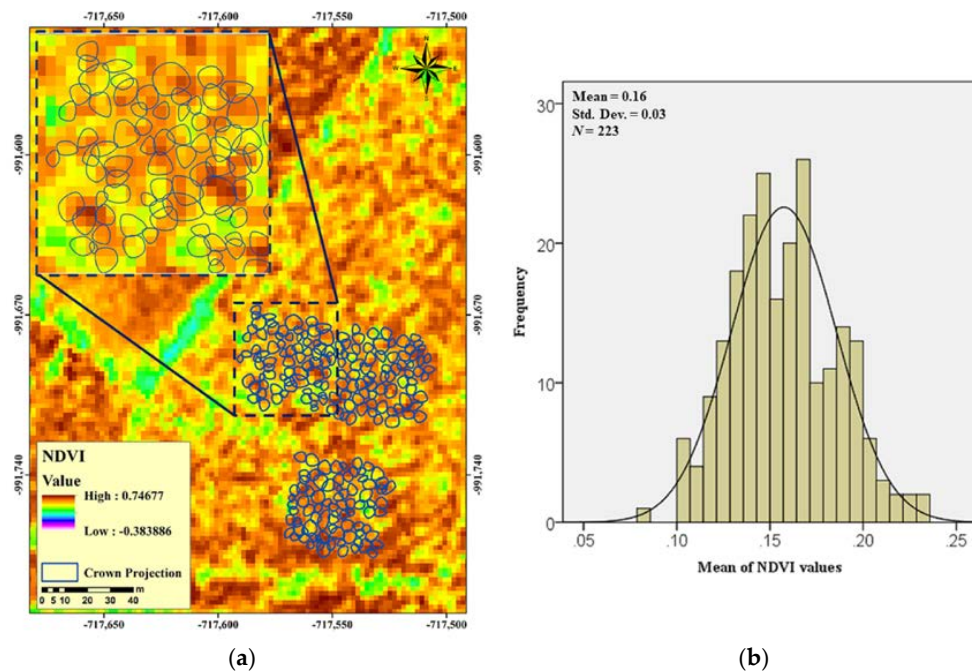 -717,650 -717,600 -717,550 -717,500
-991,600 -991,600
-991,670 -991,670
-991,740 -991,740
N
W E
NDVI
Value
High : 0.74677
Low : -0.383886
Crown Projection
0 5 10 20 30 40 m
-717,650 -717,600 -717,550 -717,500
(a)
Mean = 0.16
Std. Dev. = 0.03
N = 223
30
20
10
0
Frequency
.05 .10 .15 .20 .25
Mean of NDVI values
(b)